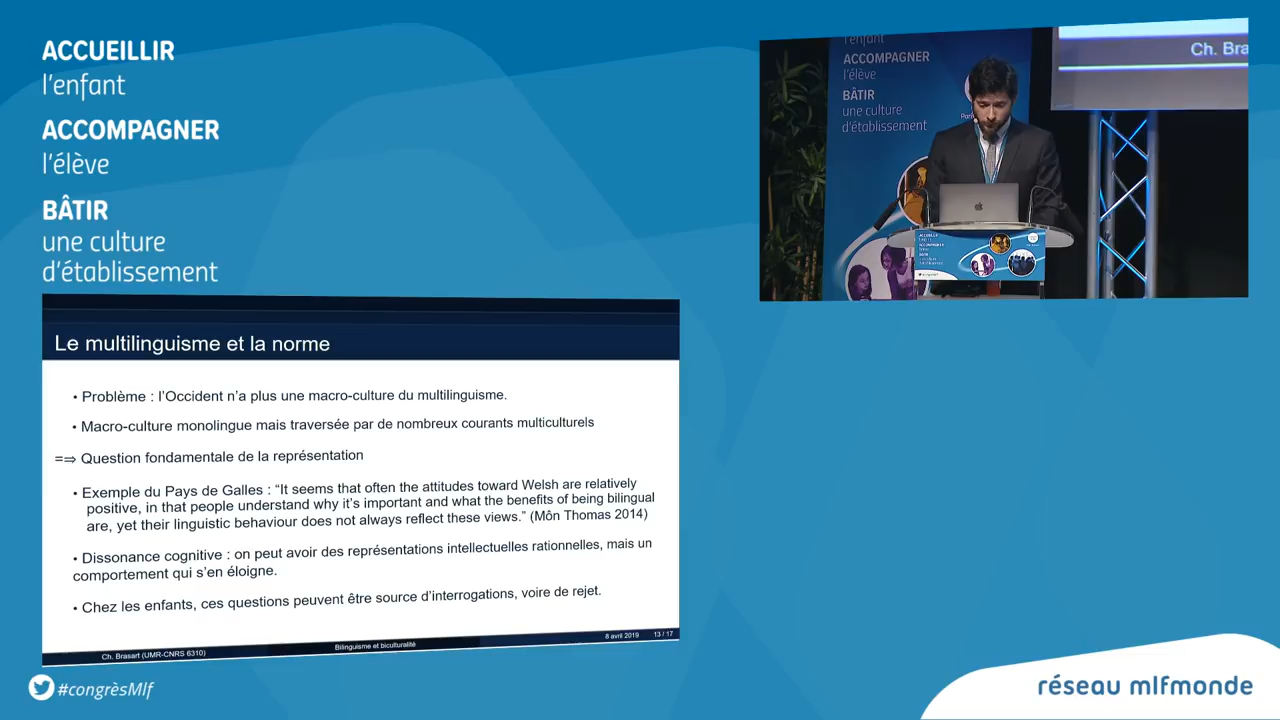 ACCUEILLIR
l'enfant
ACCOMPAGNER
l'élève
BÂTIR
une culture
d'établissement
l'enfant
ACCOMPAGNER
l'élève
BÂTIR
une culture
d'établissement
Ch. Bra
Le multilinguisme et la norme
• Problème : l'Occident n'a plus une macro-culture du multilinguisme.
• Macro-culture monolingue mais traversée par de nombreux courants multiculturels
=⇒ Question fondamentale de la représentation
• Exemple du Pays de Galles : “It seems that often the attitudes toward Welsh are relatively
positive, in that people understand why it's important and what the benefits of being bilingual
are, yet their linguistic behaviour does not always reflect these views.” (Môn Thomas 2014)
• Dissonance cognitive : on peut avoir des représentations intellectuelles rationnelles, mais un
comportement qui s'en éloigne.
• Chez les enfants, ces questions peuvent être source d'interrogations, voire de rejet.
Ch. Brasart (UMR-CNRS 6310)
Bilinguisme et biculturalité
8 avril 2019 13 / 17
#congrèsMlf
réseau mlfmonde